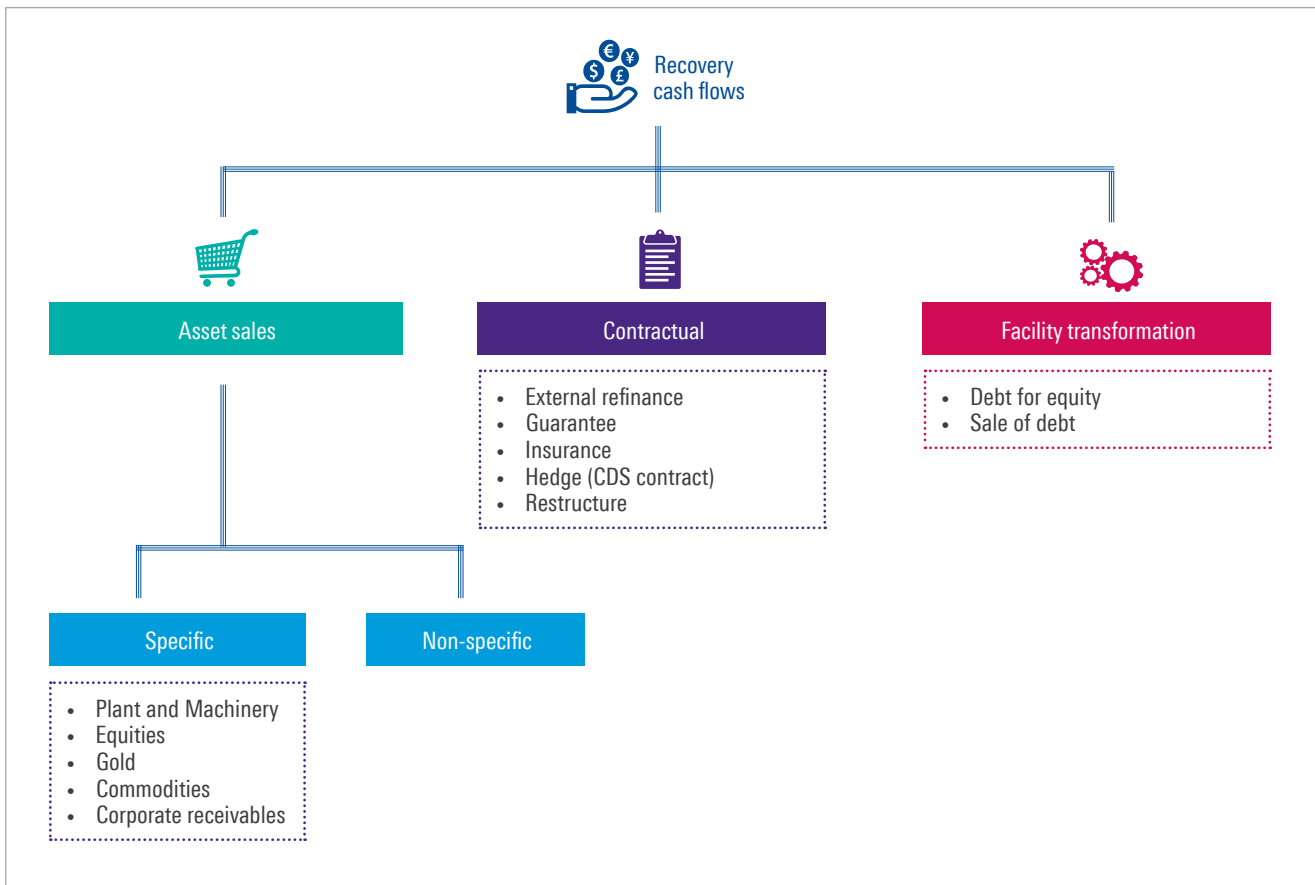 €
¥
$
£
Recovery
cash flows
Asset sales
Contractual
Facility transformation
• External refinance
• Guarantee
• Insurance
• Hedge (CDS contract)
• Restructure
• Debt for equity
• Sale of debt
Specific
Non-specific
• Plant and Machinery
• Equities
• Gold
• Commodities
• Corporate receivables